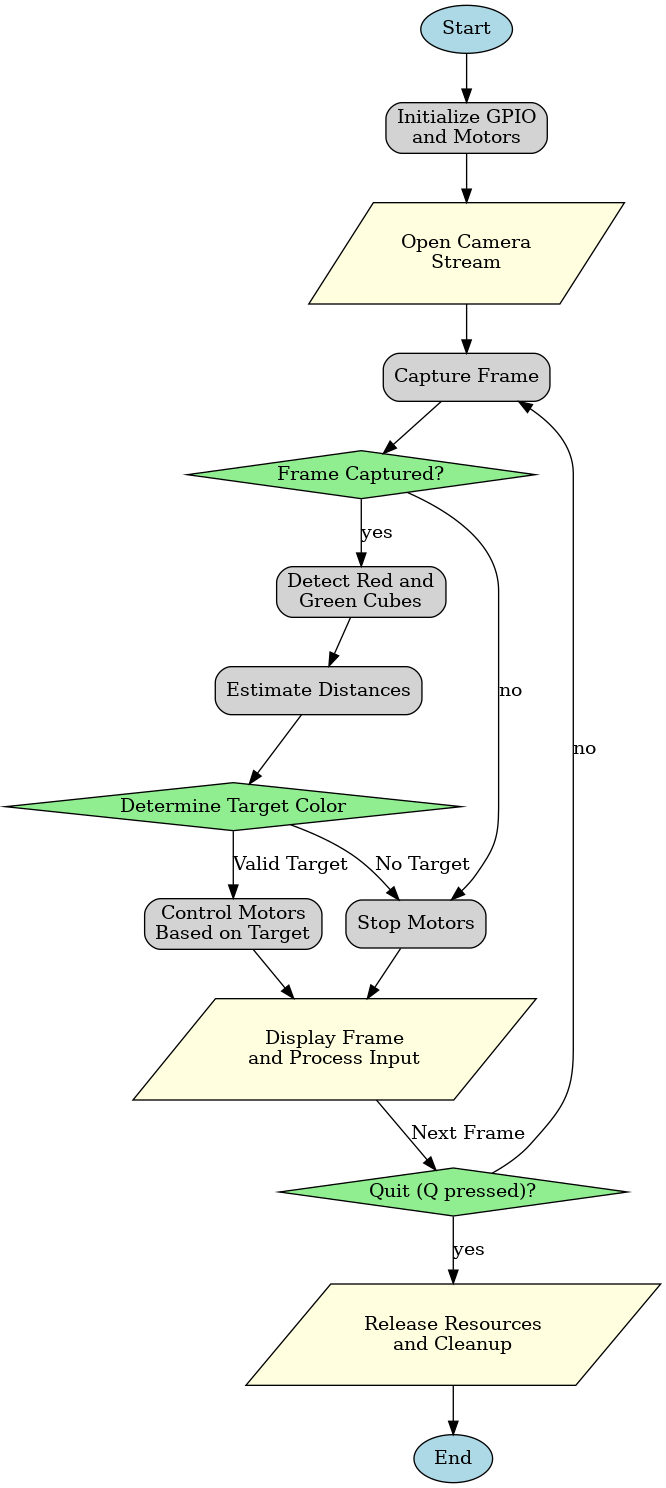 Start
Initialize GPIO
and Motors
Open Camera
Stream
Capture Frame
Frame Captured?
yes
Detect Red and
Green Cubes
Estimate Distances
no
no
Determine Target Color
Valid Target
No Target
Control Motors
Based on Target
Stop Motors
Display Frame
and Process Input
Next Frame
Quit (Q pressed)?
yes
Release Resources
and Cleanup
End